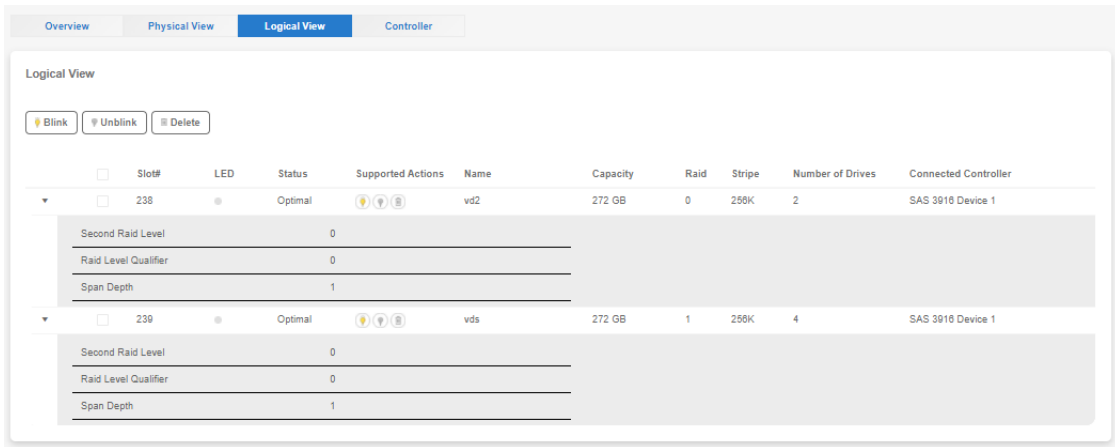 Overview Physical View Logical View Controller
Logical View
Blink Unblink Delete
Slot# LED Status Supported Actions Name Capacity Raid Stripe Number of Drives Connected Controller
238 Optimal vd2 272 GB 0 256K 2 SAS 3916 Device 1
Second Raid Level 0
Raid Level Qualifier 0
Span Depth 1
239 Optimal vds 272 GB 1 256K 4 SAS 3916 Device 1
Second Raid Level 0
Raid Level Qualifier 0
Span Depth 1